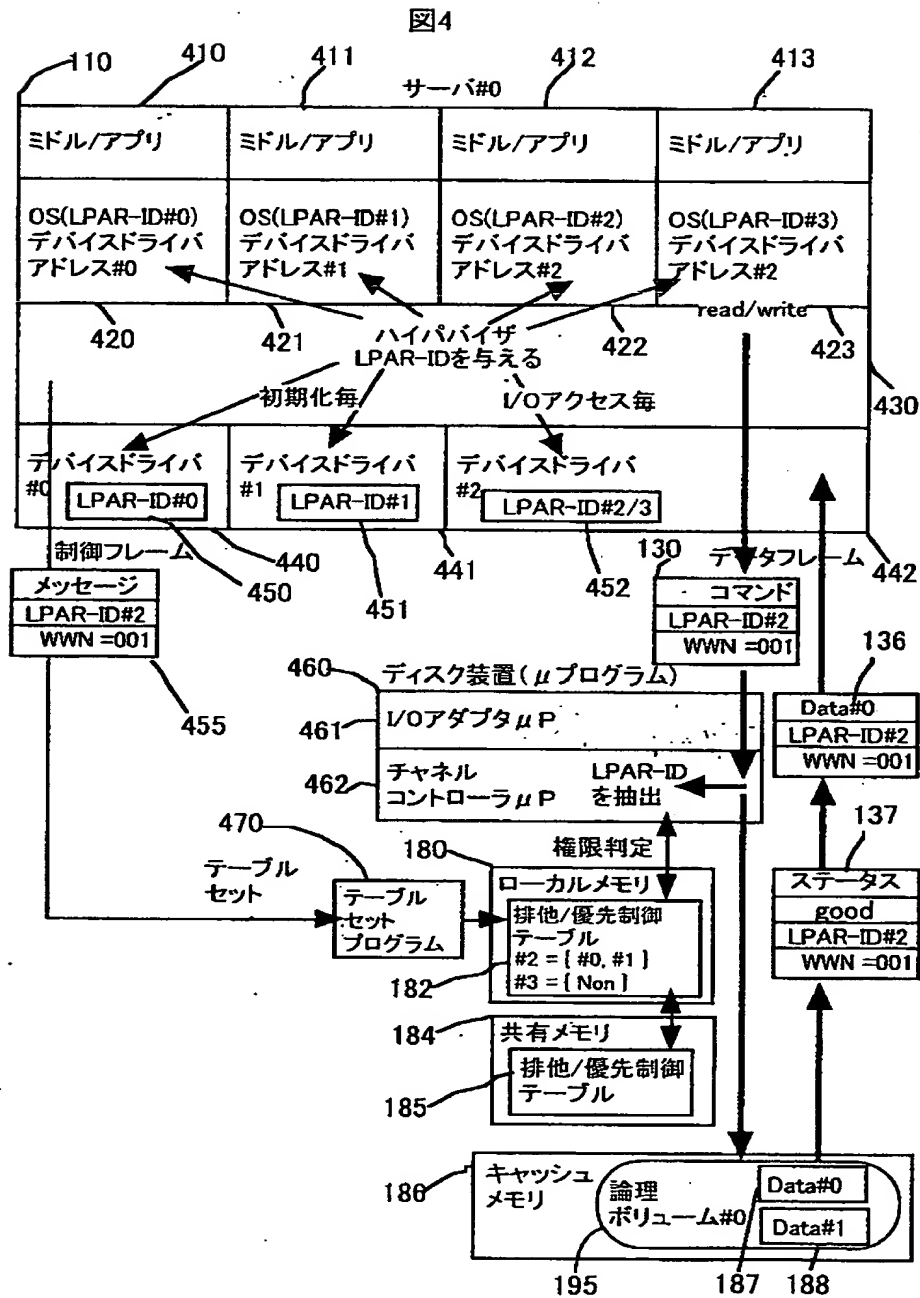 図4
110
410
411
412
413
サーバ#0
ミドル/アプリ
ミドル/アプリ
ミドル/アプリ
ミドル/アプリ
OS(LPAR-ID#0)
デバイスドライバ
アドレス#0
OS(LPAR-ID#1)
デバイスドライバ
アドレス#1
OS(LPAR-ID#2)
デバイスドライバ
アドレス#2
OS(LPAR-ID#3)
デバイスドライバ
アドレス#2
read/write
420
421
422
423
ハイパバイザ
LPAR-IDを与える
初期化毎
I/Oアクセス毎
430
デバイスドライバ
#0
LPAR-ID#0
デバイスドライバ
#1
LPAR-ID#1
デバイスドライバ
#2
LPAR-ID#2/3
制御フレーム
440
450
441
451
452
130
データフレーム
442
メッセージ
LPAR-ID#2
WWN =001
455
コマンド
LPAR-ID#2
WWN =001
ディスク装置(μプログラム)
460
461
I/OアダプタμP
462
チャネル
コントローラμP
LPAR-ID
を抽出
136
Data#0
LPAR-ID#2
WWN =001
137
ステータス
good
LPAR-ID#2
WWN =001
権限判定
470
テーブル
セット
テーブル
セット
プログラム
180
ローカルメモリ
排他/優先制御
テーブル
#2 = { #0, #1 }
#3 = { Non }
182
184
共有メモリ
排他/優先制御
テーブル
185
186
キャッシュ
メモリ
論理
ボリューム#0
Data#0
Data#1
195
187
188